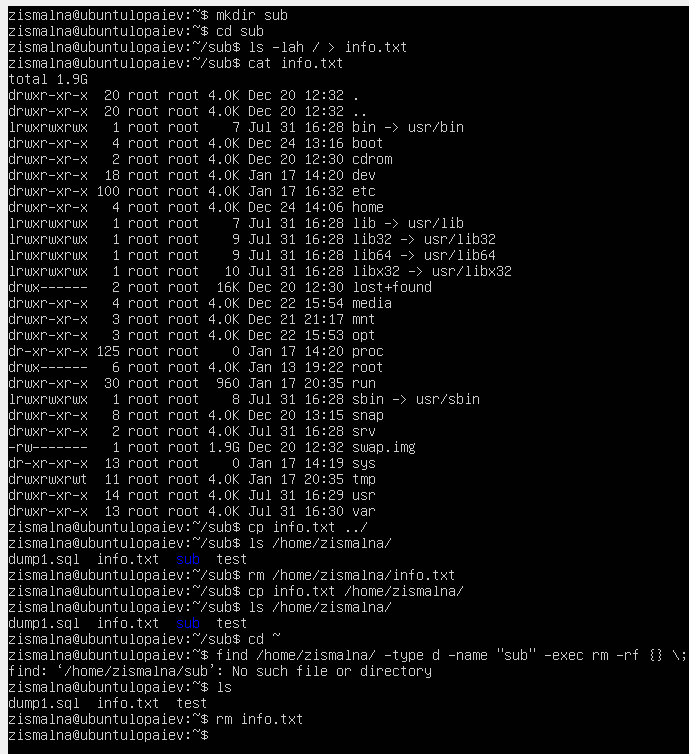 zismalna@ubuntulopaiev:~$ mkdir sub
zismalna@ubuntulopaiev:~$ cd sub
zismalna@ubuntulopaiev:~/sub$ ls -lah / > info.txt
zismalna@ubuntulopaiev:~/sub$ cat info.txt
total 1.9G
drwxr-xr-x  20 root root 4.0K Dec 20 12:32 .
drwxr-xr-x  20 root root 4.0K Dec 20 12:32 ..
lrwxrwxrwx   1 root root    7 Jul 31 16:28 bin -> usr/bin
drwxr-xr-x   4 root root 4.0K Dec 24 13:16 boot
drwxr-xr-x   2 root root 4.0K Dec 20 12:30 cdrom
drwxr-xr-x  18 root root 4.0K Jan 17 14:20 dev
drwxr-xr-x 100 root root 4.0K Jan 17 16:32 etc
drwxr-xr-x   4 root root 4.0K Dec 24 14:06 home
lrwxrwxrwx   1 root root    7 Jul 31 16:28 lib -> usr/lib
lrwxrwxrwx   1 root root    9 Jul 31 16:28 lib32 -> usr/lib32
lrwxrwxrwx   1 root root    9 Jul 31 16:28 lib64 -> usr/lib64
lrwxrwxrwx   1 root root   10 Jul 31 16:28 libx32 -> usr/libx32
drwx------   2 root root  16K Dec 20 12:30 lost+found
drwxr-xr-x   4 root root 4.0K Dec 22 15:54 media
drwxr-xr-x   3 root root 4.0K Dec 21 21:17 mnt
drwxr-xr-x   3 root root 4.0K Dec 22 15:53 opt
dr-xr-xr-x 125 root root    0 Jan 17 14:20 proc
drwx------   6 root root 4.0K Jan 13 19:22 root
drwxr-xr-x  30 root root  960 Jan 17 20:35 run
lrwxrwxrwx   1 root root    8 Jul 31 16:28 sbin -> usr/sbin
drwxr-xr-x   8 root root 4.0K Dec 20 13:15 snap
drwxr-xr-x   2 root root 4.0K Jul 31 16:28 srv
-rw-------   1 root root 1.9G Dec 20 12:32 swap.img
dr-xr-xr-x  13 root root    0 Jan 17 14:19 sys
drwxrwxrwt  11 root root 4.0K Jan 17 20:35 tmp
drwxr-xr-x  14 root root 4.0K Jul 31 16:29 usr
drwxr-xr-x  13 root root 4.0K Jul 31 16:30 var
zismalna@ubuntulopaiev:~/sub$ cp info.txt ../
zismalna@ubuntulopaiev:~/sub$ ls /home/zismalna/
dump1.sql  info.txt  sub  test
zismalna@ubuntulopaiev:~/sub$ rm /home/zismalna/info.txt
zismalna@ubuntulopaiev:~/sub$ cp info.txt /home/zismalna/
zismalna@ubuntulopaiev:~/sub$ ls /home/zismalna/
dump1.sql  info.txt  sub  test
zismalna@ubuntulopaiev:~/sub$ cd ~
zismalna@ubuntulopaiev:~$ find /home/zismalna/ -type d -name "sub" -exec rm -rf {} \;
find: ‘/home/zismalna/sub’: No such file or directory
zismalna@ubuntulopaiev:~$ ls
dump1.sql  info.txt  test
zismalna@ubuntulopaiev:~$ rm info.txt
zismalna@ubuntulopaiev:~$